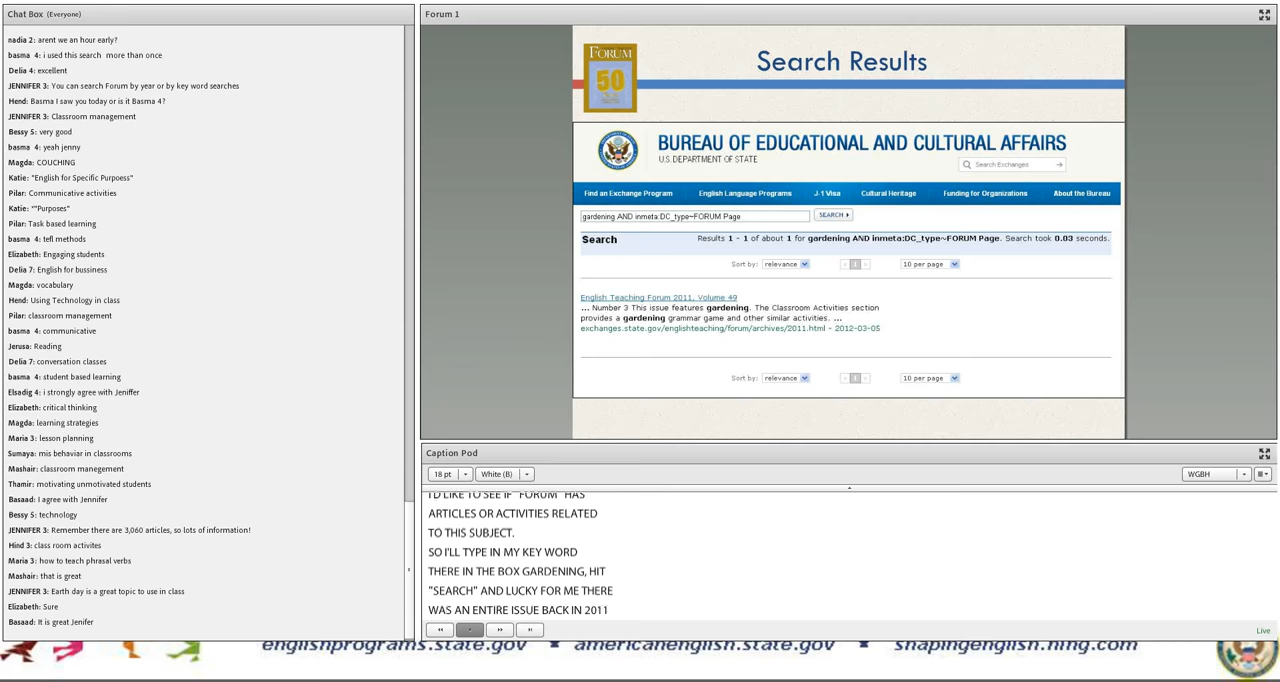 Chat Box (Everyone)
nadia 2: arent we an hour early?
basma 4: i used this search more than once
Delia 4: excellent
JENNIFER 3: You can search Forum by year or by key word searches
Hend: Basma I saw you today or is it Basma 4?
JENNIFER 3: Classroom management
Bessy 5: very good
basma 4: yeah jenny
Magda: COUCHING
Katie: "English for Specific Purpoess"
Pilar: Communicative activities
Katie: *"Purposes"
Pilar: Task based learning
basma 4: tefl methods
Elizabeth: Engaging students
Delia 7: English for bussiness
Magda: vocabulary
Hend: Using Technology in class
Pilar: classroom management
basma 4: communicative
Jerusa: Reading
Delia 7: conversation classes
basma 4: student based learning
Elsadig 4: i strongly agree with Jeniffer
Elizabeth: critical thinking
Magda: learning strategies
Maria 3: lesson planning
Sumaya: mis behaviar in classrooms
Mashair: classroom manegement
Thamir: motivating unmotivated students
Basaad: I agree with Jennifer
Bessy 5: technology
JENNIFER 3: Remember there are 3,060 articles, so lots of information!
Hind 3: class room activites
Maria 3: how to teach phrasal verbs
Mashair: that is great
JENNIFER 3: Earth day is a great topic to use in class
Elizabeth: Sure
Basaad: It is great Jenifer
Forum 1
FORUM
50
Search Results
BUREAU OF EDUCATIONAL AND CULTURAL AFFAIRS
U.S. DEPARTMENT OF STATE
Search Exchanges
Find an Exchange Program English Language Programs J-1 Visa Cultural Heritage Funding for Organizations About the Bureau
gardening AND inmeta:DC_type~FORUM Page SEARCH
Search Results 1 - 1 of about 1 for gardening AND inmeta:DC_type~FORUM Page. Search took 0.03 seconds.
Sort by: relevance 1 10 per page
English Teaching Forum 2011, Volume 49
... Number 3 This issue features gardening. The Classroom Activities section
provides a gardening grammar game and other similar activities. ...
exchanges.state.gov/englishteaching/forum/archives/2011.html - 2012-03-05
Sort by: relevance 1 10 per page
Caption Pod
18 pt White (B) WGBH
I'D LIKE TO SEE IF "FORUM" HAS
ARTICLES OR ACTIVITIES RELATED
TO THIS SUBJECT.
SO I'LL TYPE IN MY KEY WORD
THERE IN THE BOX GARDENING, HIT
"SEARCH" AND LUCKY FOR ME THERE
WAS AN ENTIRE ISSUE BACK IN 2011
Live
englishprograms.state.gov americanenglish.state.gov shapingenglish.ning.com